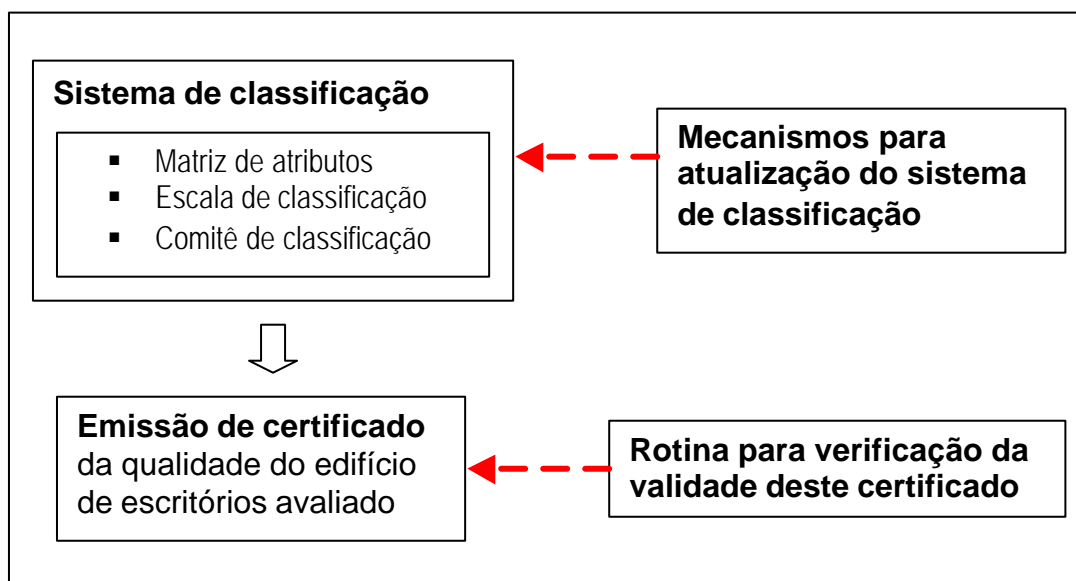 Sistema de classificação
▪ Matriz de atributos
▪ Escala de classificação
▪ Comitê de classificação
Mecanismos para
atualização do sistema
de classificação
Emissão de certificado
da qualidade do edifício
de escritórios avaliado
Rotina para verificação da
validade deste certificado